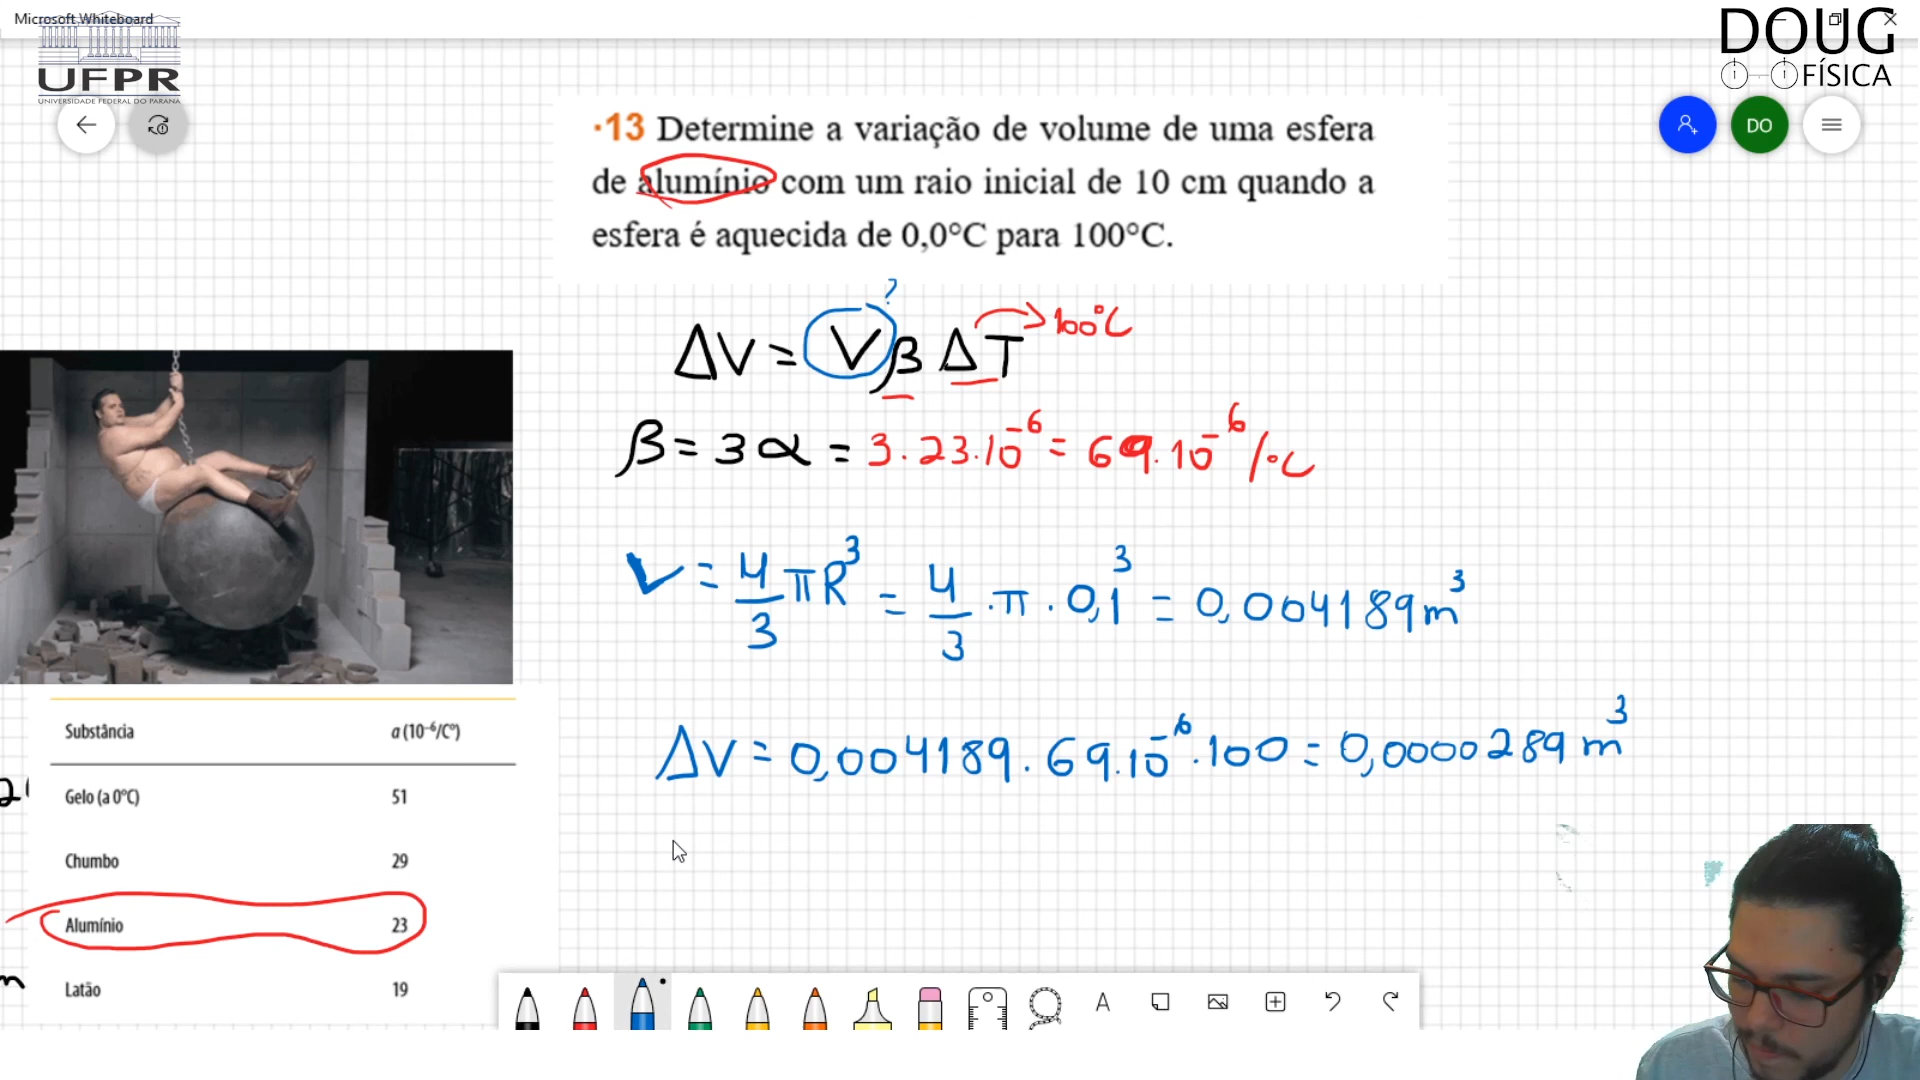 Microsoft Whiteboard
UFPR
UNIVERSIDADE FEDERAL DO PARANÁ
DOUG
FÍSICA
DO
·13 Determine a variação de volume de uma esfera
de alumínio com um raio inicial de 10 cm quando a
esfera é aquecida de 0,0°C para 100°C.
?
ΔV = V β ΔT → 100°C
β = 3α = 3.23.10⁻⁶ = 69.10⁻⁶/°C
V = 4/3 πR³ = 4/3 . π . 0,1³ = 0,004189 m³
ΔV = 0,004189 . 69.10⁻⁶ . 100 = 0,0000289 m³
Substância α (10⁻⁶/C°)
Gelo (a 0°C) 51
Chumbo 29
Alumínio 23
Latão 19
A